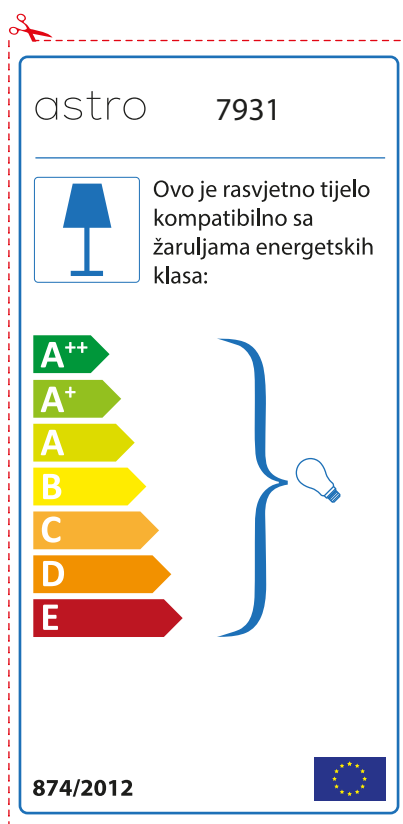 astro 7931
Ovo je rasvjetno tijelo
kompatibilno sa
žaruljama energetskih
klasa:
A++
A+
A
B
C
D
E
874/2012